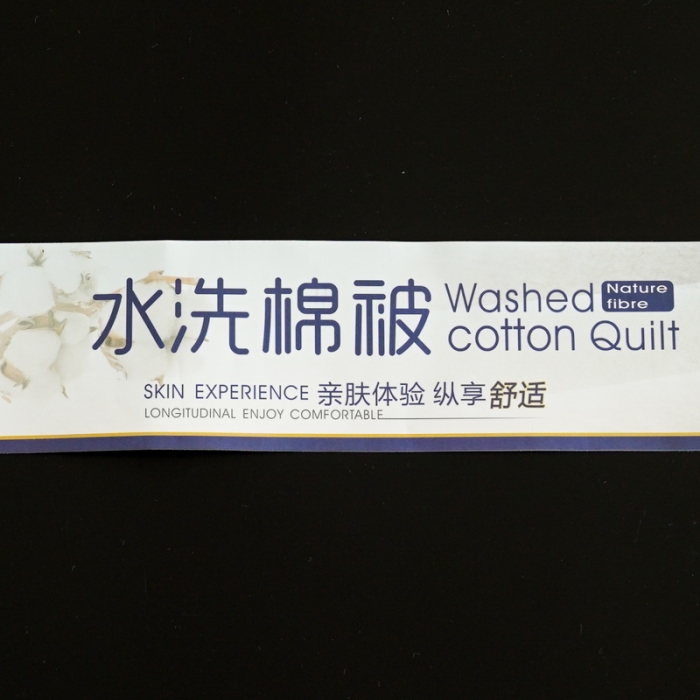 水洗棉被
Washed
Nature
fibre
cotton Quilt
SKIN EXPERIENCE 亲肤体验 纵享舒适
LONGITUDINAL ENJOY COMFORTABLE